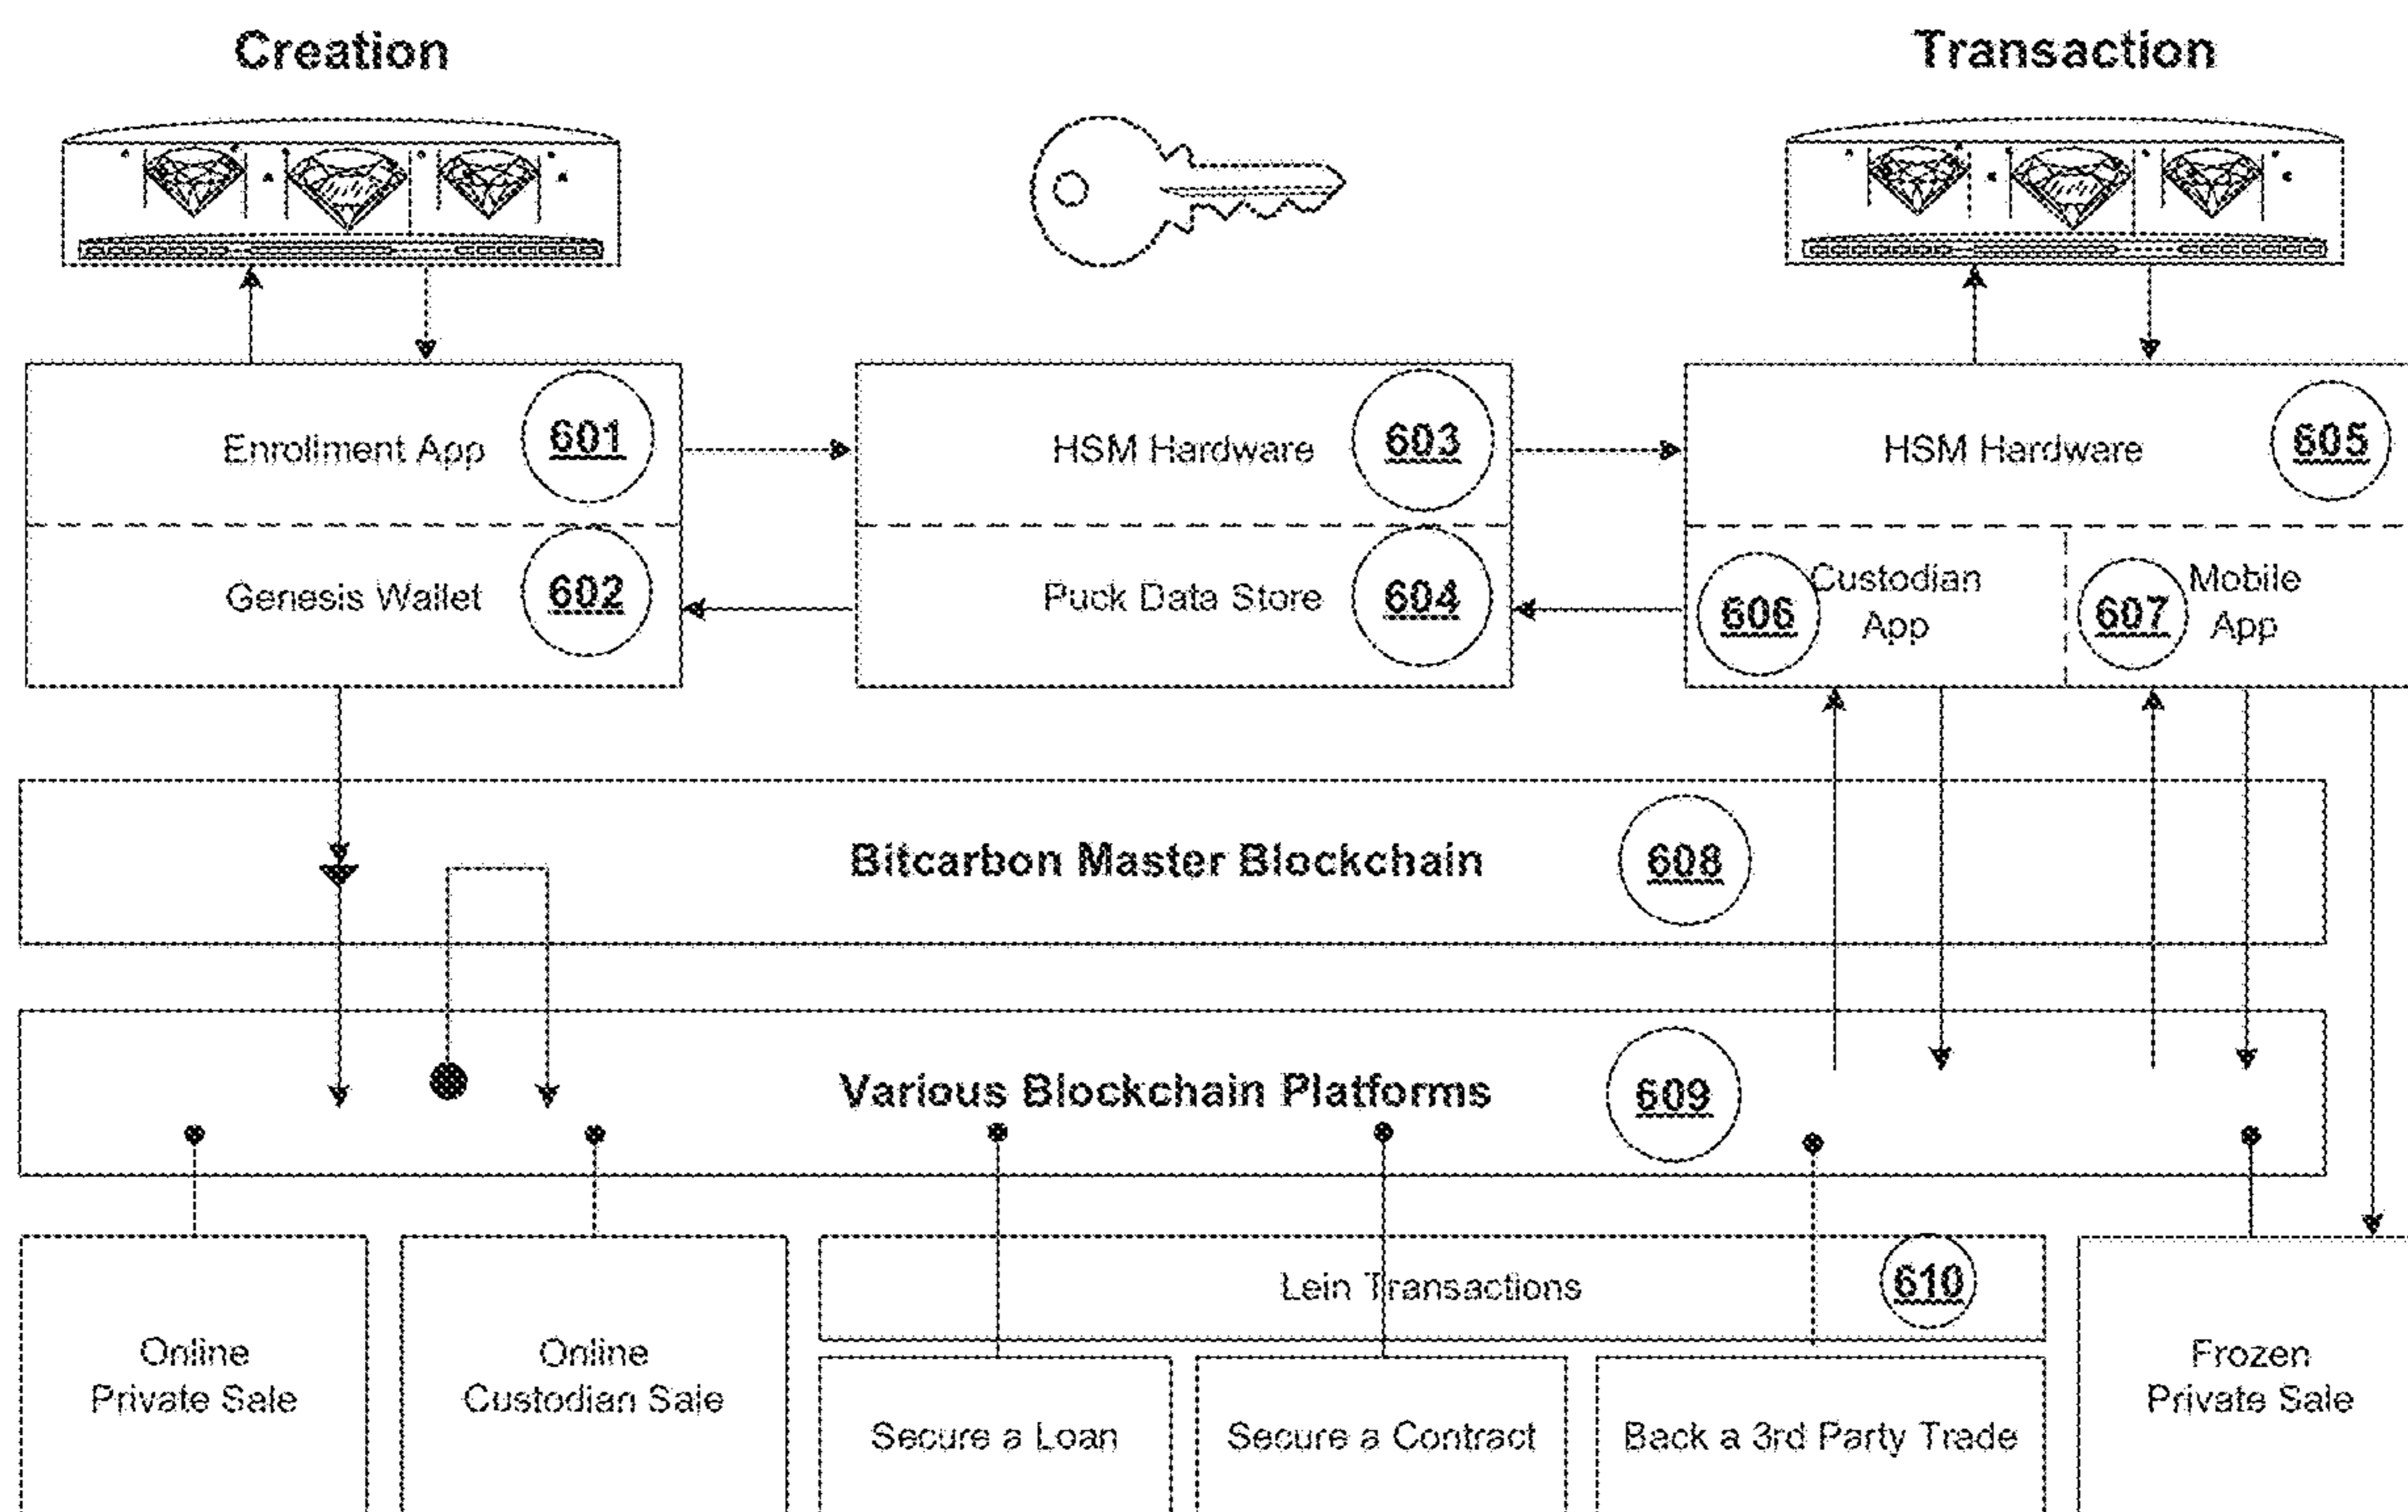 Creation
Transaction
Enrollment App
601
HSM Hardware
603
HSM Hardware
605
Genesis Wallet
602
Puck Data Store
604
606
Custodian
App
607
Mobile
App
Bitcarbon Master Blockchain
608
Various Blockchain Platforms
609
Lein Transactions
610
Online
Private Sale
Online
Custodian Sale
Secure a Loan
Secure a Contract
Back a 3rd Party Trade
Frozen
Private Sale